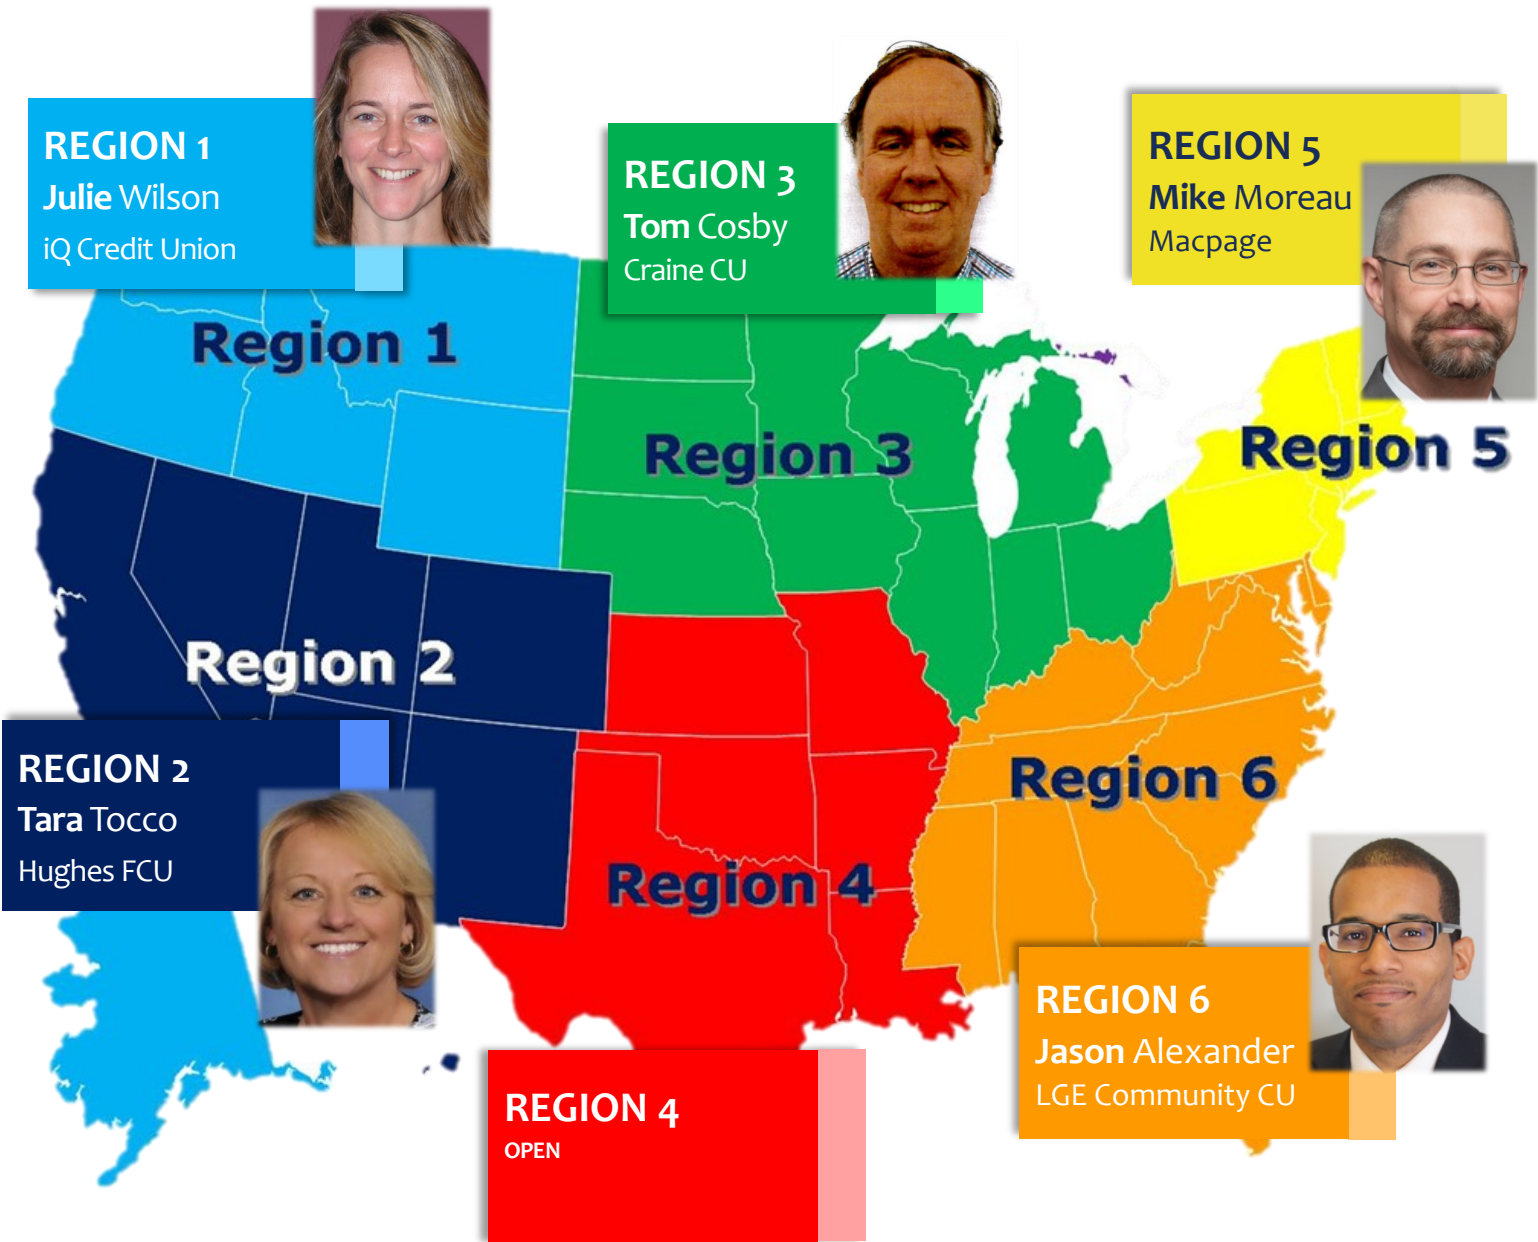 REGION 1
Julie Wilson
iQ Credit Union
REGION 3
Tom Cosby
Craine CU
REGION 5
Mike Moreau
Macpage
Region 1
Region 3
Region 5
Region 2
REGION 2
Tara Tocco
Hughes FCU
Region 6
Region 4
REGION 6
Jason Alexander
LGE Community CU
REGION 4
OPEN